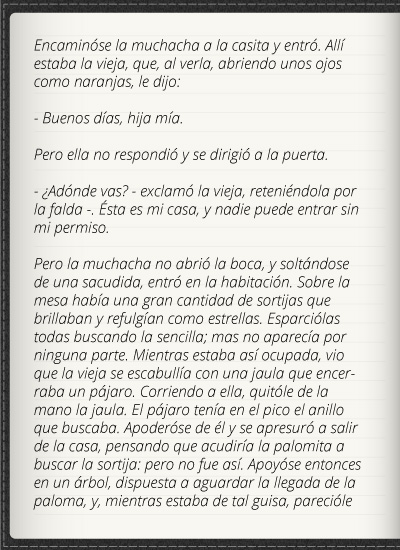 Encaminóse la muchacha a la casita y entró. Allí
estaba la vieja, que, al verla, abriendo unos ojos
como naranjas, le dijo:
- Buenos días, hija mía.
Pero ella no respondió y se dirigió a la puerta.
- ¿Adónde vas? - exclamó la vieja, reteniéndola por
la falda -. Ésta es mi casa, y nadie puede entrar sin
mi permiso.
Pero la muchacha no abrió la boca, y soltándose
de una sacudida, entró en la habitación. Sobre la
mesa había una gran cantidad de sortijas que
brillaban y refulgían como estrellas. Esparciólas
todas buscando la sencilla; mas no aparecía por
ninguna parte. Mientras estaba así ocupada, vio
que la vieja se escabullía con una jaula que encer-
raba un pájaro. Corriendo a ella, quitóle de la
mano la jaula. El pájaro tenía en el pico el anillo
que buscaba. Apoderóse de él y se apresuró a salir
de la casa, pensando que acudiría la palomita a
buscar la sortija: pero no fue así. Apoyóse entonces
en un árbol, dispuesta a aguardar la llegada de la
paloma, y, mientras estaba de tal guisa, parecióle